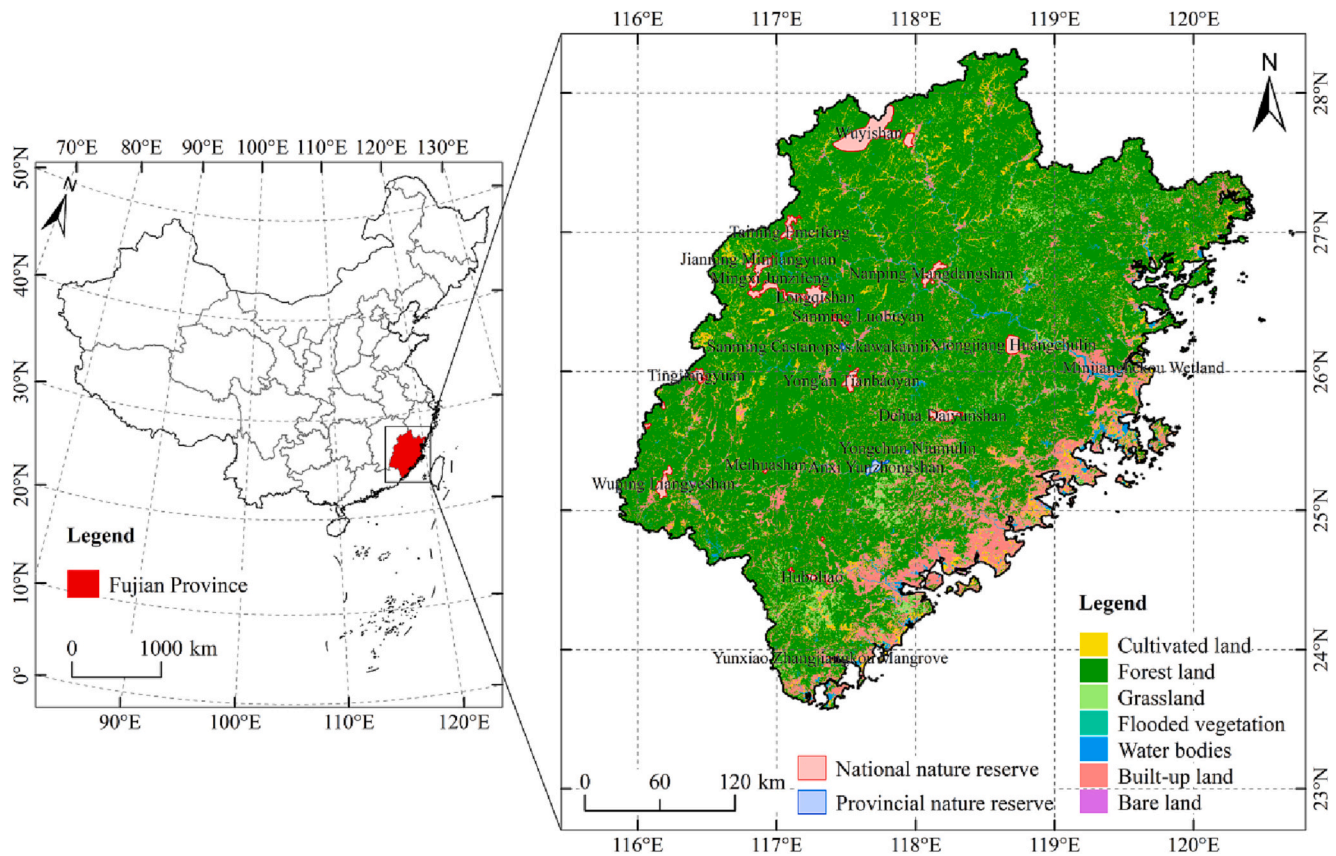 70°E 80°E 90°E 100°E 110°E 120°E 130°E
50°N
40°N
30°N
20°N
10°N
0°
N
Legend
Fujian Province
0 1000 km
90°E 100°E 110°E 120°E
116°E 117°E 118°E 119°E 120°E
28°N
27°N
26°N
25°N
24°N
23°N
N
Wuyishan
Taining Emeifeng
Jianning Minjiangyuan
Mingxi Junzifeng
Nanping Mangdangshan
Longqishan
Sanming Luobuyan
Sanming Castanopsis kawakamii
Xiongjiang Huangchulin
Minjianghekou Wetland
Tingjiangyuan
Yong'an Tianbaoyan
Dehua Daiyunshan
Yongchun Niumulin
Meihuashan
Anxi Yunzhongshan
Wuping Liangyeshan
Huboliao
Yunxiao Zhangjiangkou Mangrove
Legend
Cultivated land
Forest land
Grassland
Flooded vegetation
Water bodies
Built-up land
Bare land
National nature reserve
Provincial nature reserve
0 60 120 km
116°E 117°E 118°E 119°E 120°E